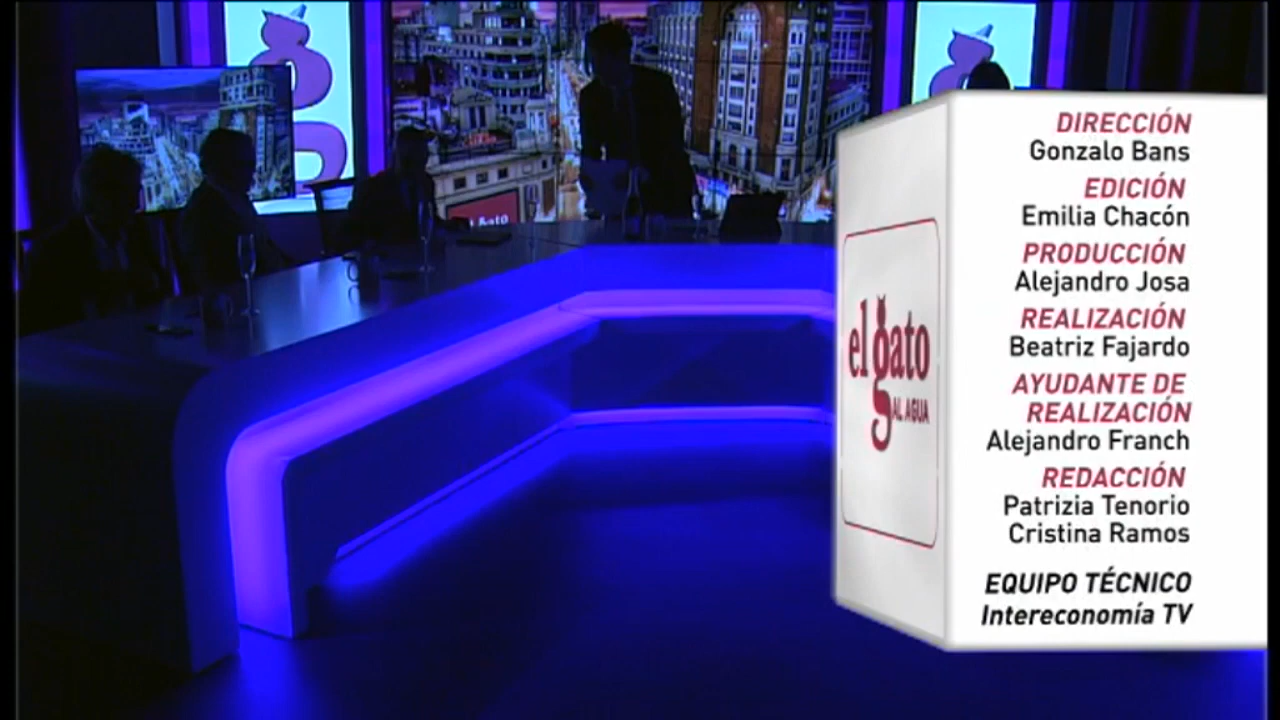 DIRECCIÓN
Gonzalo Bans
EDICIÓN
Emilia Chacón
PRODUCCIÓN
Alejandro Josa
REALIZACIÓN
Beatriz Fajardo
AYUDANTE DE
REALIZACIÓN
Alejandro Franch
REDACCIÓN
Patrizia Tenorio
Cristina Ramos
EQUIPO TÉCNICO
Intereconomía TV
el gato
AL AGUA